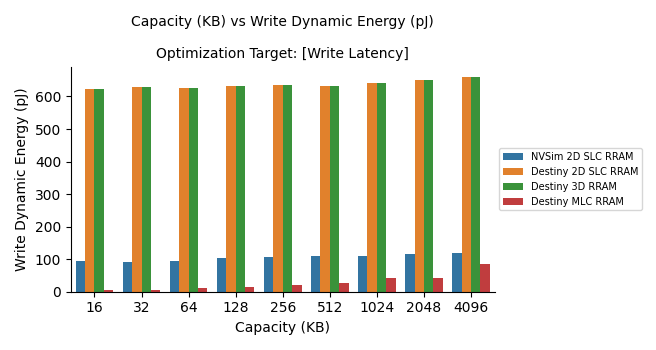 Capacity (KB) vs Write Dynamic Energy (pJ)
Optimization Target: [Write Latency]
Write Dynamic Energy (pJ)
600
500
400
300
200
100
0
16 32 64 128 256 512 1024 2048 4096
Capacity (KB)
NVSim 2D SLC RRAM
Destiny 2D SLC RRAM
Destiny 3D RRAM
Destiny MLC RRAM